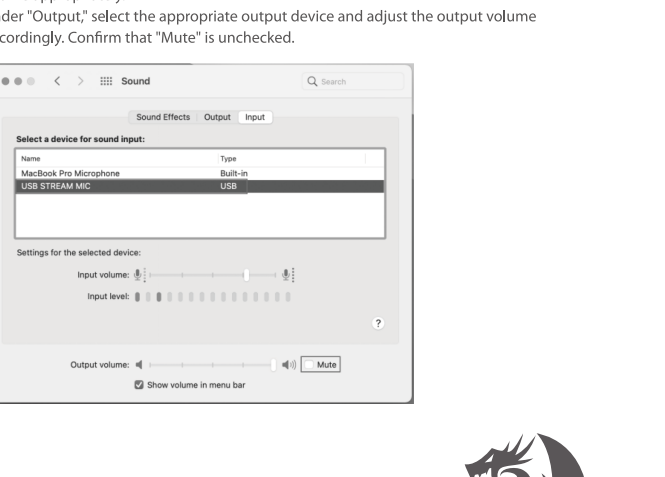 "Output," select the appropriate output device and adjust the output volume
Confirm that "Mute" is unchecked.
Sound
Search
Sound Effects Output Input
Select a device for sound input:
Name Type
MacBook Pro Microphone Built-in
USB STREAM MIC USB
Settings for the selected device:
Input volume:
Input level:
?
Output volume: Mute
Show volume in menu bar